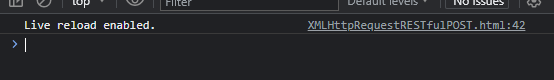 top
Filter
Default levels
No Issues
Live reload enabled.
XMLHttpRequestRESTfulPOST.html:42